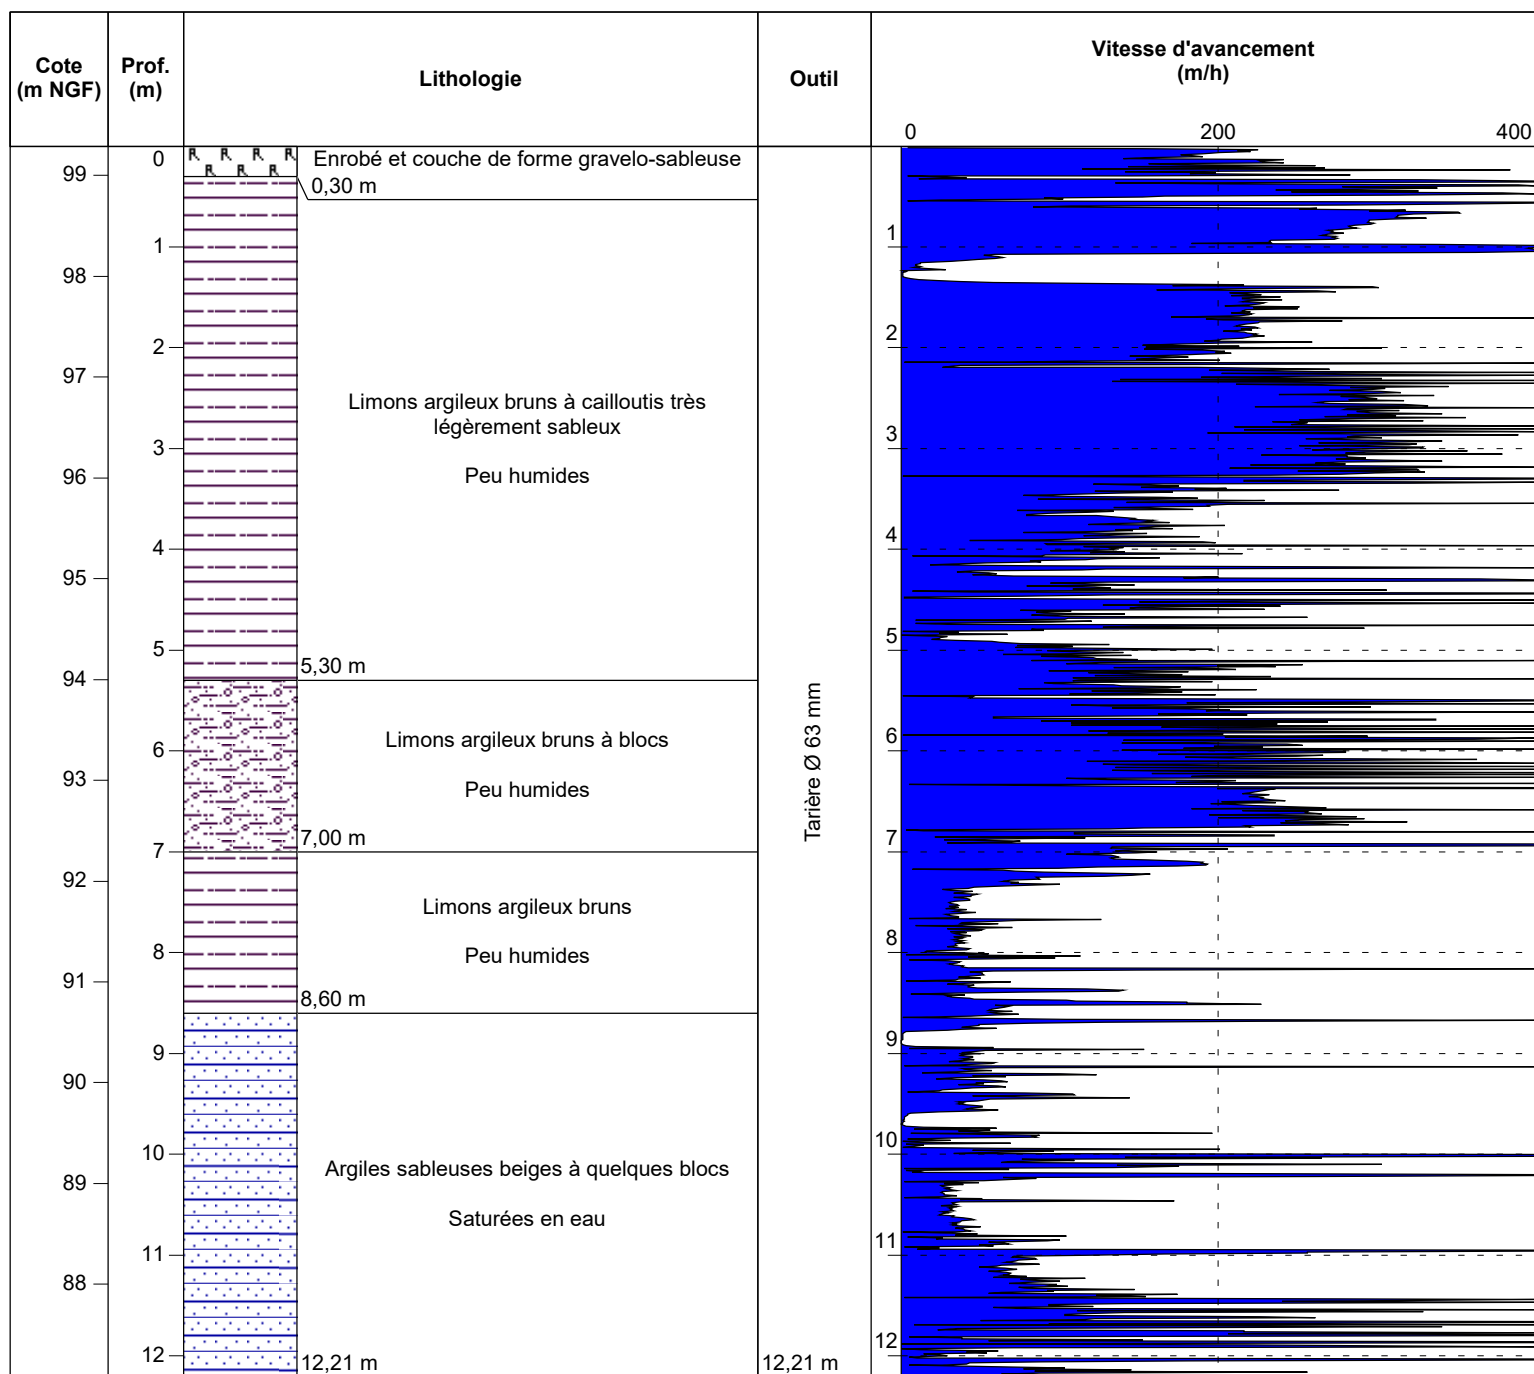 Cote
(m NGF)
Prof.
(m)
Lithologie
Outil
Vitesse d'avancement
(m/h)
0
200
400
0
Enrobé et couche de forme gravelo-sableuse
99
0,30 m
1
1
98
2
2
97
Limons argileux bruns à cailloutis très
légèrement sableux
3
3
Peu humides
96
4
4
95
5
5
5,30 m
94
Limons argileux bruns à blocs
6
6
93
Peu humides
Tarière Ø 63 mm
7,00 m
7
7
92
Limons argileux bruns
8
8
Peu humides
91
8,60 m
9
9
90
10
10
Argiles sableuses beiges à quelques blocs
89
Saturées en eau
11
11
88
12
12
12,21 m
12,21 m